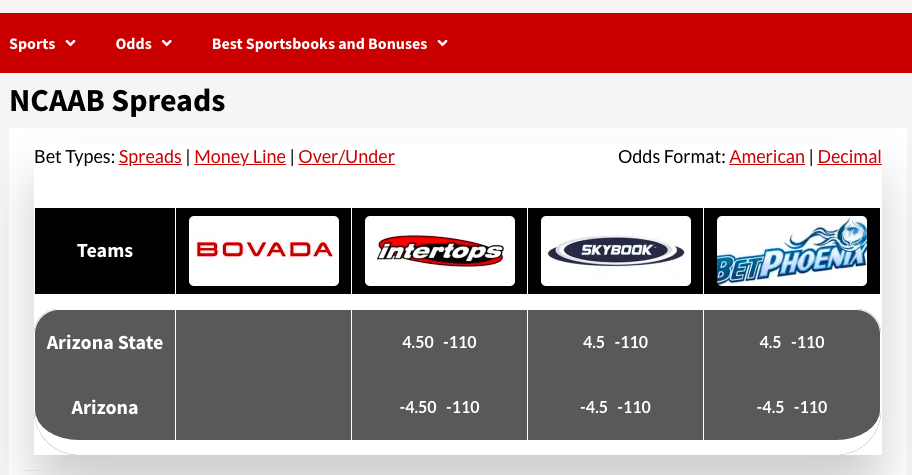 Sports Odds Best Sportsbooks and Bonuses
NCAAB Spreads
Bet Types: Spreads | Money Line | Over/Under Odds Format: American | Decimal
Teams BOVADA intertops SKYBOOK BETPHOENIX
Arizona State 4.50 -110 4.5 -110 4.5 -110
Arizona -4.50 -110 -4.5 -110 -4.5 -110